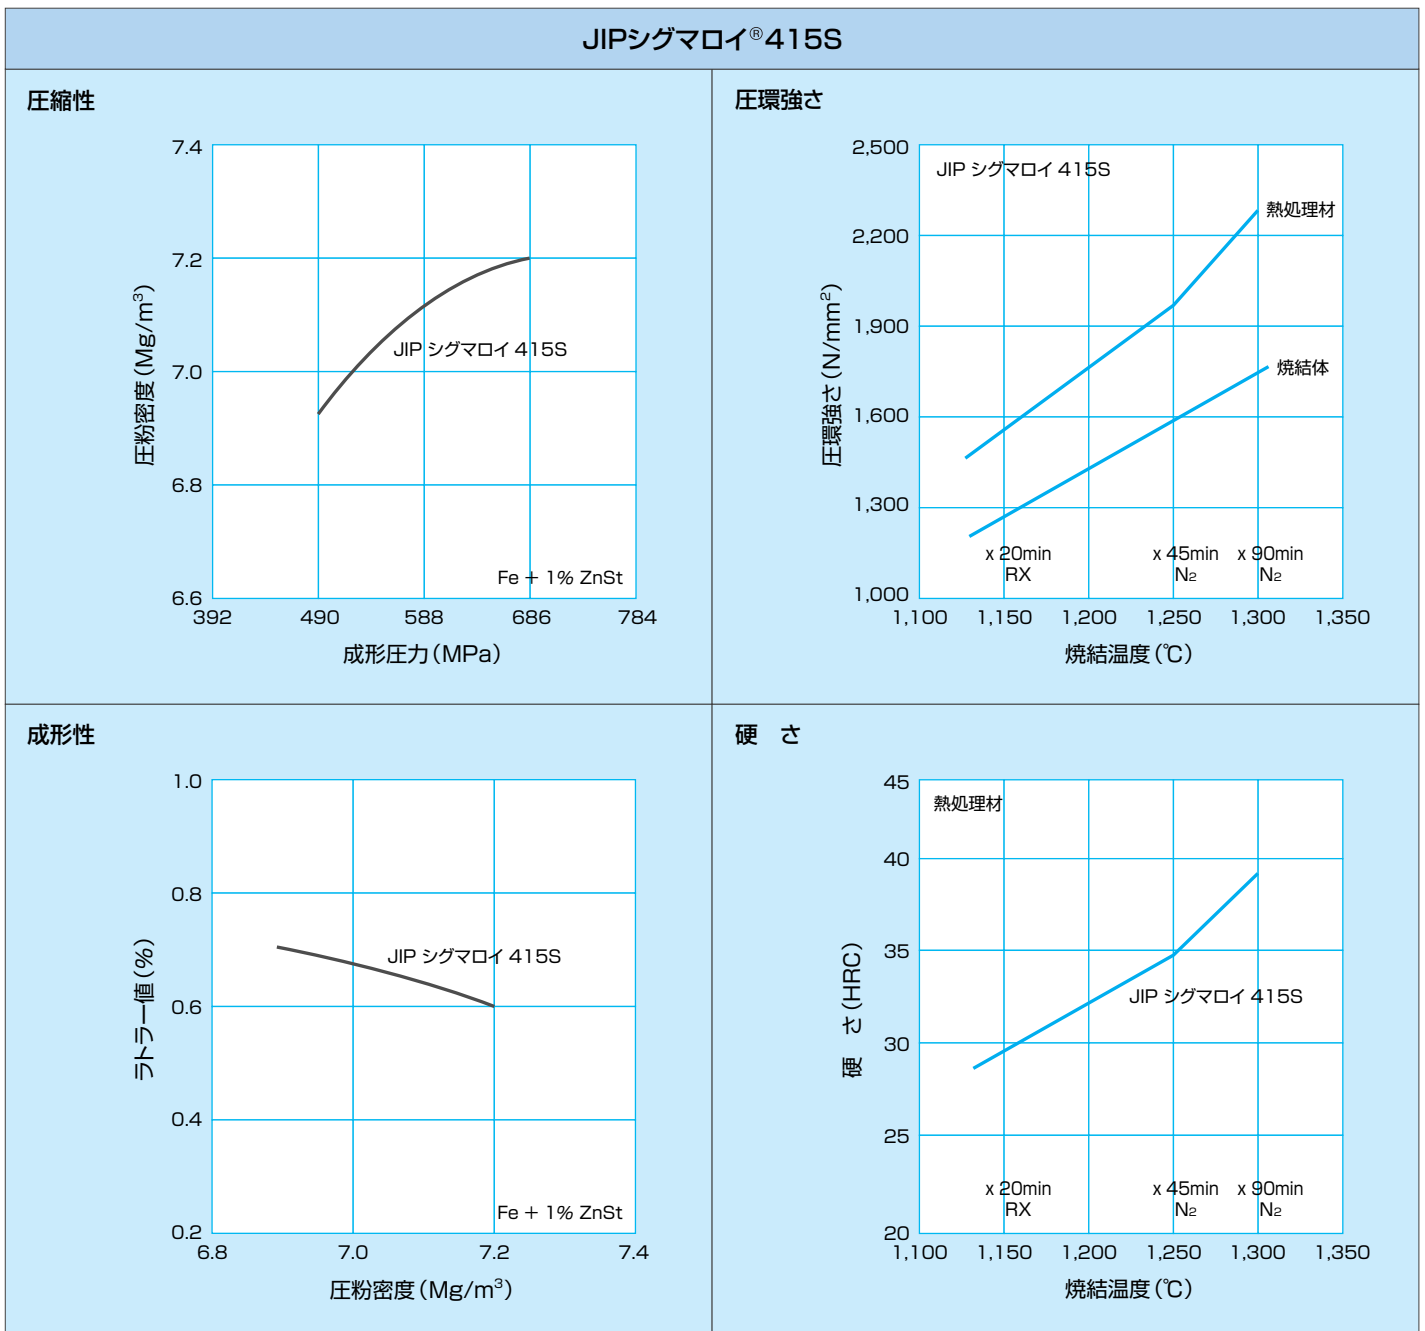 JIPシグマロイ®415S
圧縮性
7.4
7.2
7.0
6.8
6.6
圧粉密度(Mg/m³)
JIP シグマロイ 415S
Fe + 1% ZnSt
392 490 588 686 784
成形圧力(MPa)
圧環強さ
2,500
2,200
1,900
1,600
1,300
1,000
圧環強さ(N/mm²)
JIP シグマロイ 415S
熱処理材
焼結体
x 20min x 45min x 90min
RX N₂ N₂
1,100 1,150 1,200 1,250 1,300 1,350
焼結温度(℃)
成形性
1.0
0.8
0.6
0.4
0.2
ラトラー値(%)
JIP シグマロイ 415S
Fe + 1% ZnSt
6.8 7.0 7.2 7.4
圧粉密度(Mg/m³)
硬 さ
45
40
35
30
25
20
硬 さ(HRC)
熱処理材
JIP シグマロイ 415S
x 20min x 45min x 90min
RX N₂ N₂
1,100 1,150 1,200 1,250 1,300 1,350
焼結温度(℃)